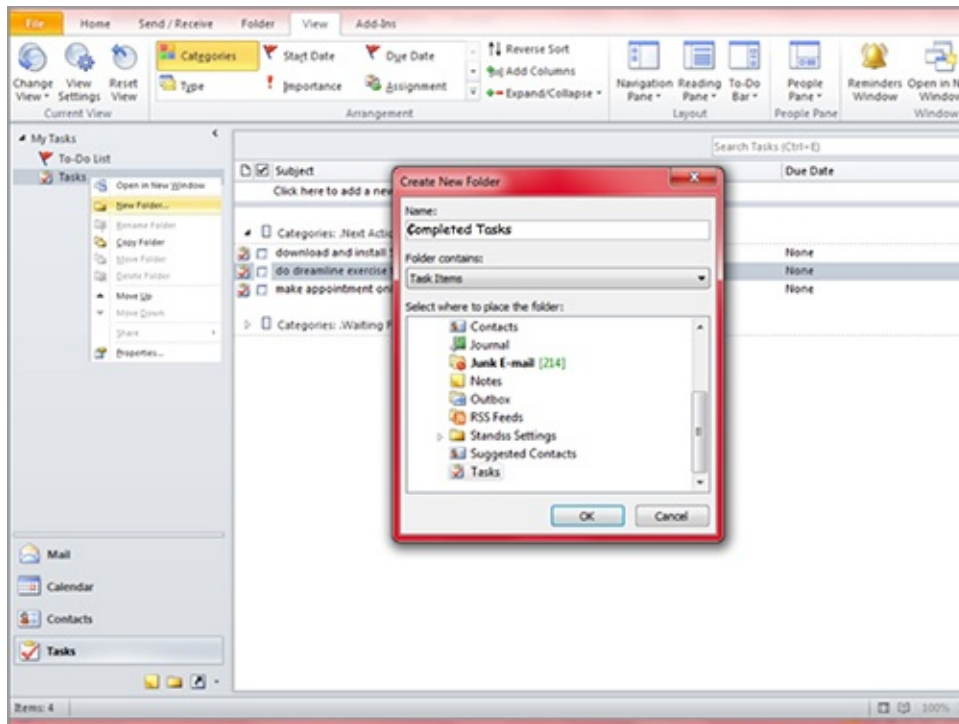 File Home Send / Receive Folder View Add-Ins
Change View View Settings Reset View
Current View
Categories Start Date Due Date
Type Importance Assignment
Arrangement
Reverse Sort
Add Columns
Expand/Collapse
Navigation Pane Reading Pane To-Do Bar
Layout
People Pane
People Pane
Reminders Window Open in N Window
Window
My Tasks
To-Do List
Tasks
Open in New Window
New Folder...
Rename Folder
Copy Folder
Move Folder
Delete Folder
Move Up
Move Down
Share
Properties...
Search Tasks (Ctrl+E)
Subject Due Date
Click here to add a new
Categories: .Next Actio
download and install None
do dreamline exercise None
make appointment onl None
Categories: .Waiting F
Create New Folder
Name:
Completed Tasks
Folder contains:
Task Items
Select where to place the folder:
Contacts
Journal
Junk E-mail [214]
Notes
Outbox
RSS Feeds
Standss Settings
Suggested Contacts
Tasks
OK Cancel
Mail
Calendar
Contacts
Tasks
Items: 4 100%